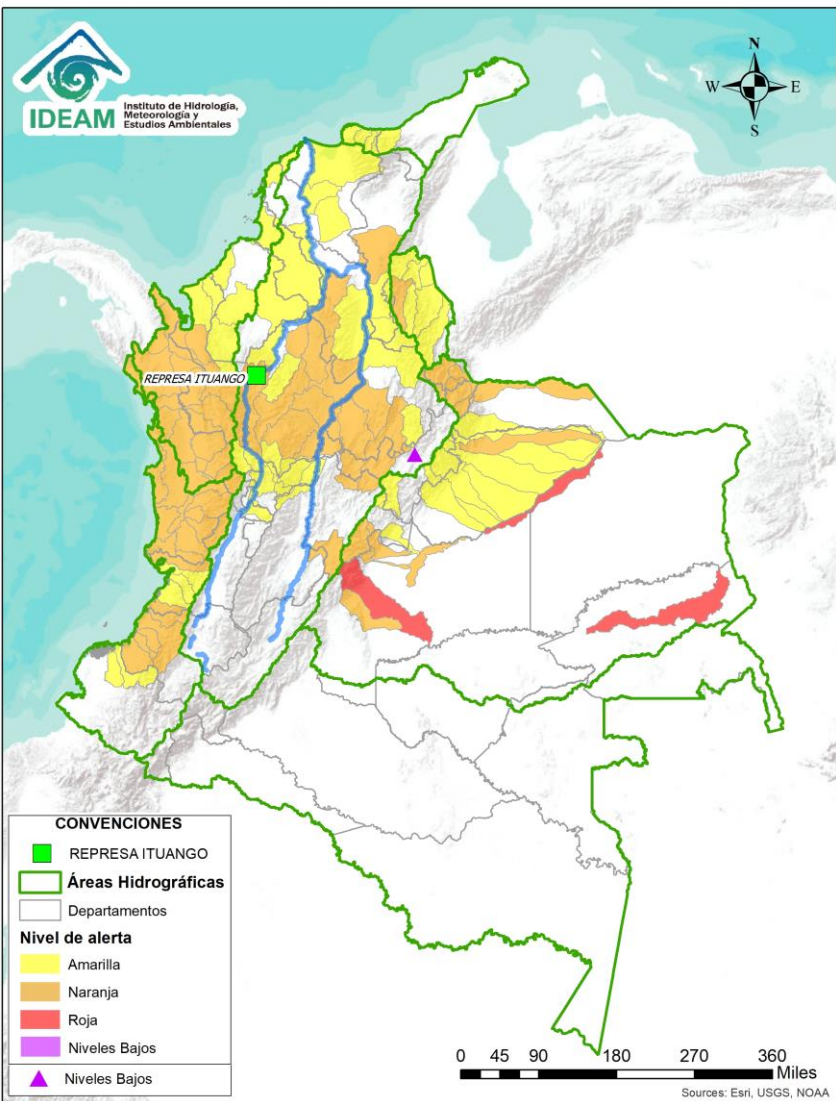 IDEAM
Instituto de Hidrología,
Meteorología y
Estudios Ambientales
N
W
E
S
REPRESA ITUANGO
CONVENCIONES
REPRESA ITUANGO
Áreas Hidrográficas
Departamentos
Nivel de alerta
Amarilla
Naranja
Roja
Niveles Bajos
Niveles Bajos
0 45 90 180 270 360
Miles
Sources: Esri, USGS, NOAA